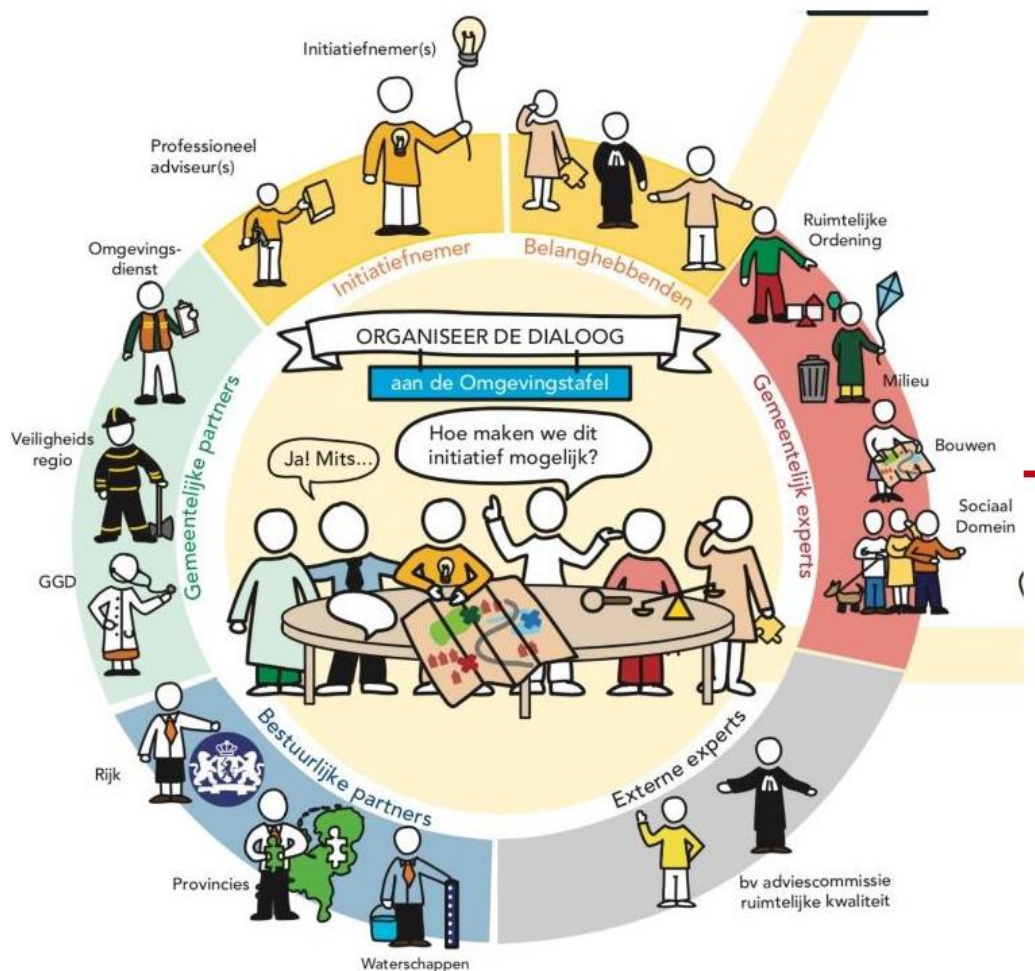 Initiatiefnemer(s)
Professioneel
adviseur(s)
Omgevings-
dienst
Ruimtelijke
Ordening
Initiatiefnemer
Belanghebbenden
ORGANISEER DE DIALOOG
aan de Omgevingstafel
Milieu
Gemeentelijke partners
Gemeentelijk experts
Veiligheids
regio
Ja! Mits...
Hoe maken we dit
initiatief mogelijk?
Bouwen
Sociaal
Domein
GGD
Rijk
Bestuurlijke partners
Externe experts
Provincies
bv adviescommissie
ruimtelijke kwaliteit
Waterschappen